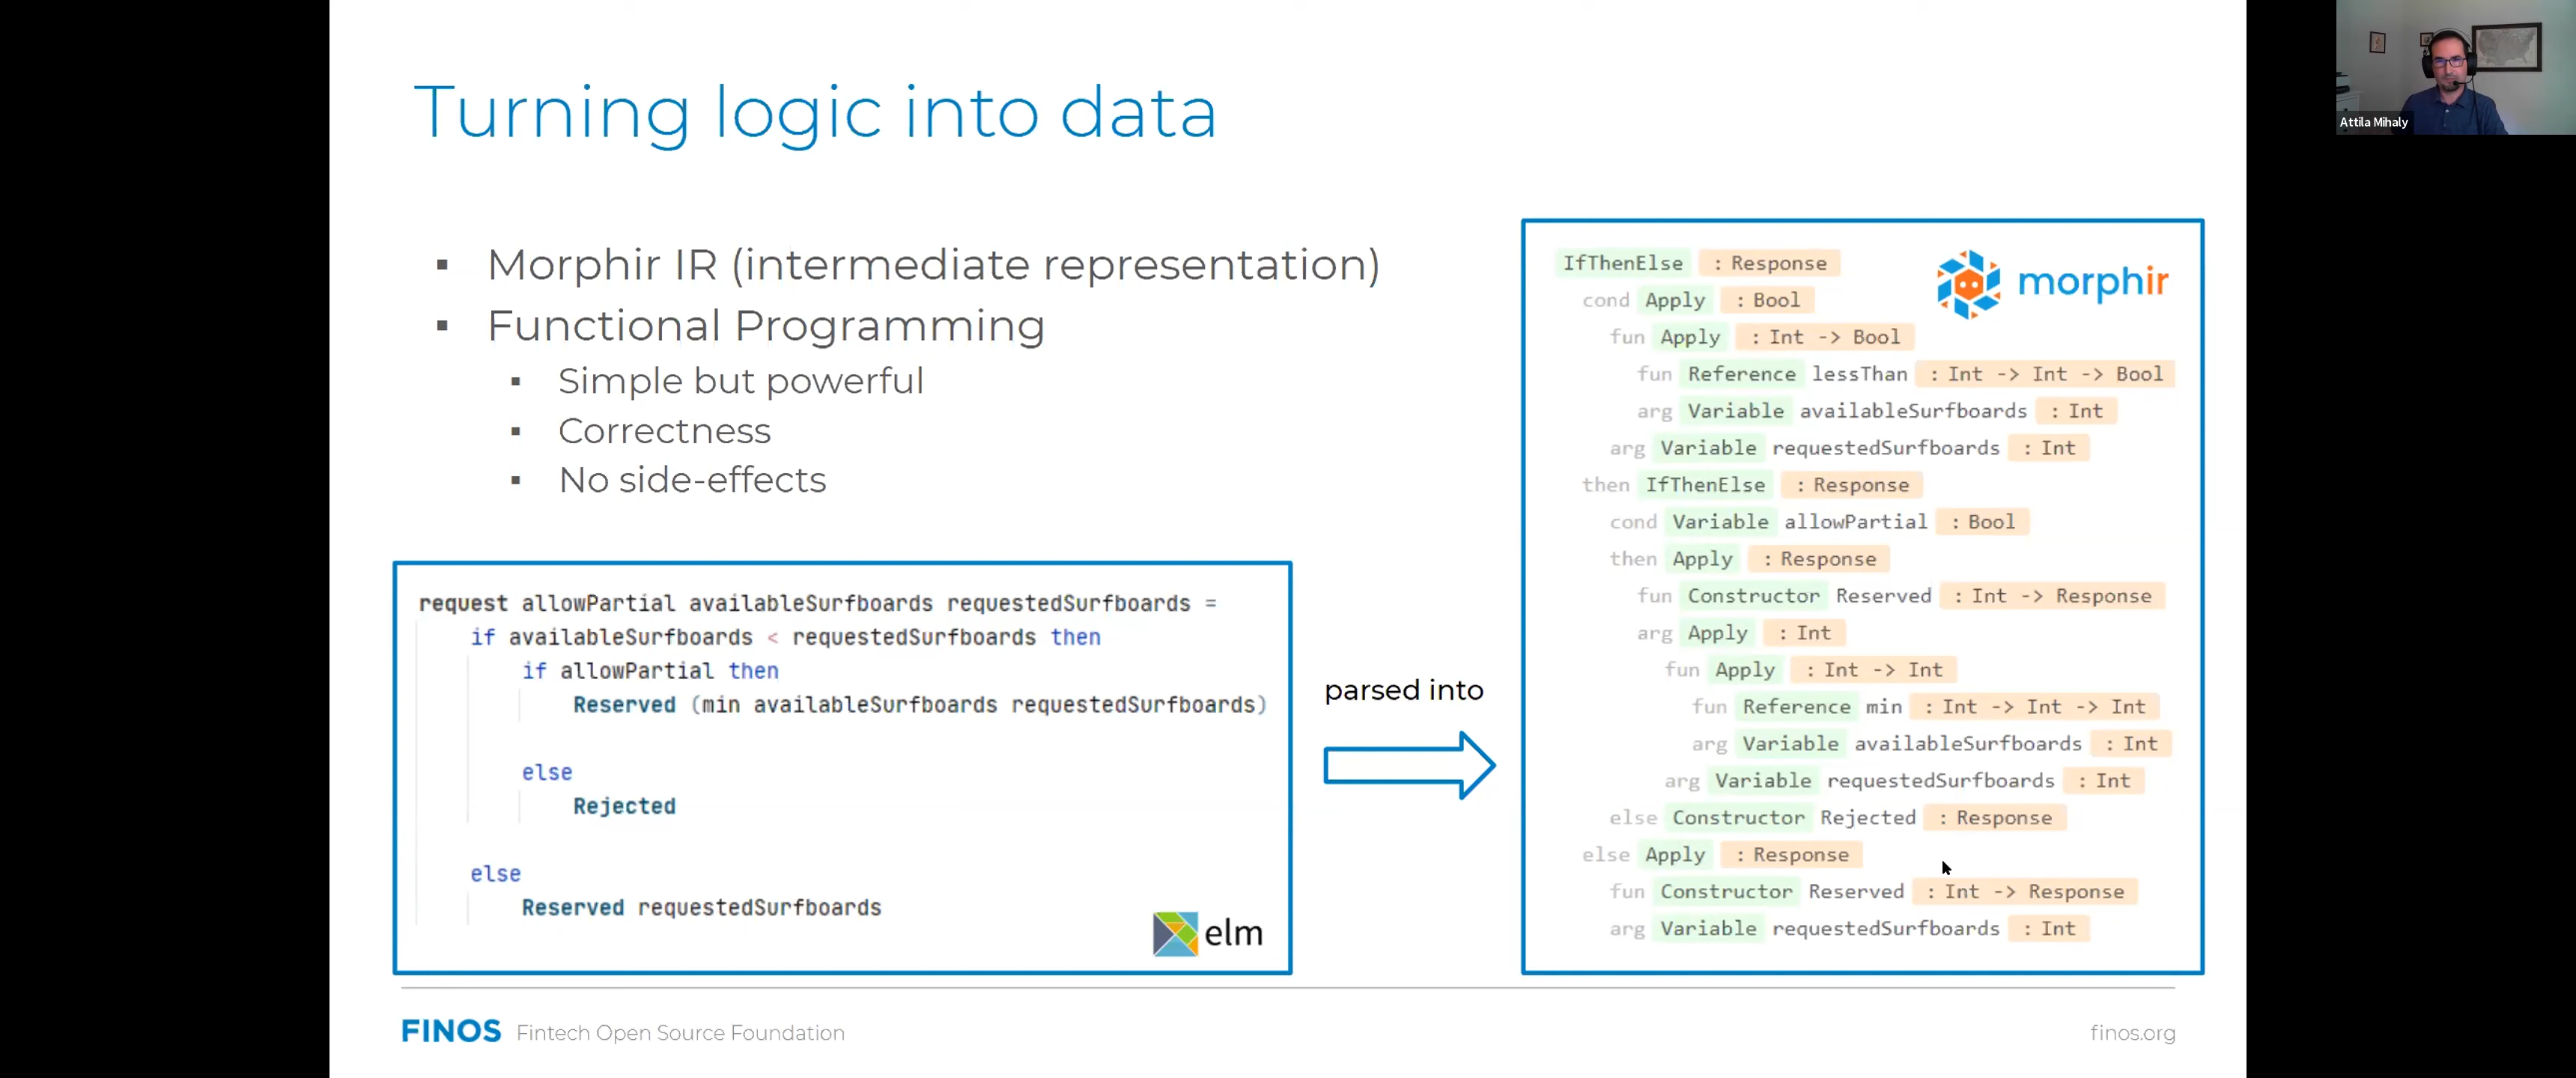 Turning logic into data
Attila Mihaly
▪ Morphir IR (intermediate representation)
▪ Functional Programming
▪ Simple but powerful
▪ Correctness
▪ No side-effects
request allowPartial availableSurfboards requestedSurfboards =
if availableSurfboards < requestedSurfboards then
if allowPartial then
Reserved (min availableSurfboards requestedSurfboards)
else
Rejected
else
Reserved requestedSurfboards
elm
parsed into
morphir
IfThenElse : Response
cond Apply : Bool
fun Apply : Int -> Bool
fun Reference lessThan : Int -> Int -> Bool
arg Variable availableSurfboards : Int
arg Variable requestedSurfboards : Int
then IfThenElse : Response
cond Variable allowPartial : Bool
then Apply : Response
fun Constructor Reserved : Int -> Response
arg Apply : Int
fun Apply : Int -> Int
fun Reference min : Int -> Int -> Int
arg Variable availableSurfboards : Int
arg Variable requestedSurfboards : Int
else Constructor Rejected : Response
else Apply : Response
fun Constructor Reserved : Int -> Response
arg Variable requestedSurfboards : Int
FINOS Fintech Open Source Foundation
finos.org